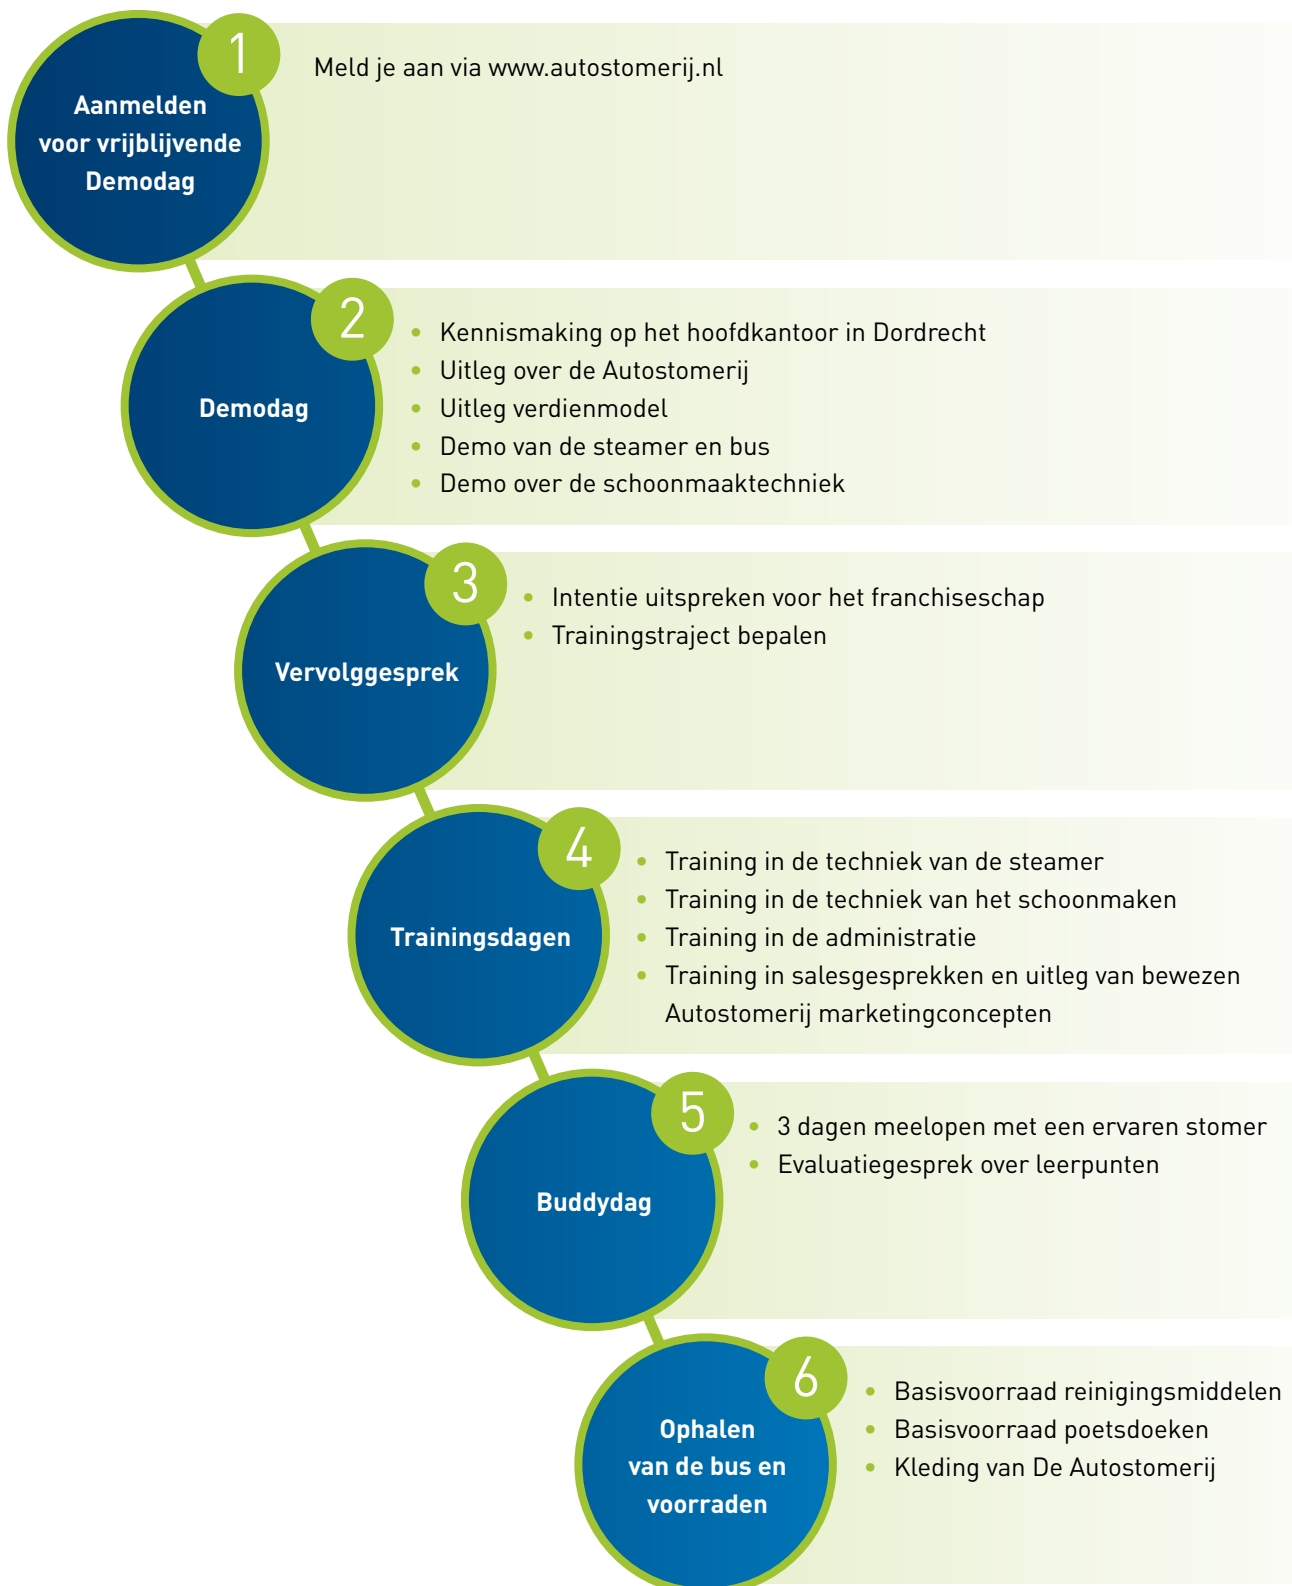 1
Aanmelden
voor vrijblijvende
Demodag
Meld je aan via www.autostomerij.nl
2
Demodag
• Kennismaking op het hoofdkantoor in Dordrecht
• Uitleg over de Autostomerij
• Uitleg verdienmodel
• Demo van de steamer en bus
• Demo over de schoonmaaktechniek
3
Vervolggesprek
• Intentie uitspreken voor het franchiseschap
• Trainingstraject bepalen
4
Trainingsdagen
• Training in de techniek van de steamer
• Training in de techniek van het schoonmaken
• Training in de administratie
• Training in salesgesprekken en uitleg van bewezen
Autostomerij marketingconcepten
5
Buddydag
• 3 dagen meelopen met een ervaren stomer
• Evaluatiegesprek over leerpunten
6
Ophalen
van de bus en
voorraden
• Basisvoorraad reinigingsmiddelen
• Basisvoorraad poetsdoeken
• Kleding van De Autostomerij